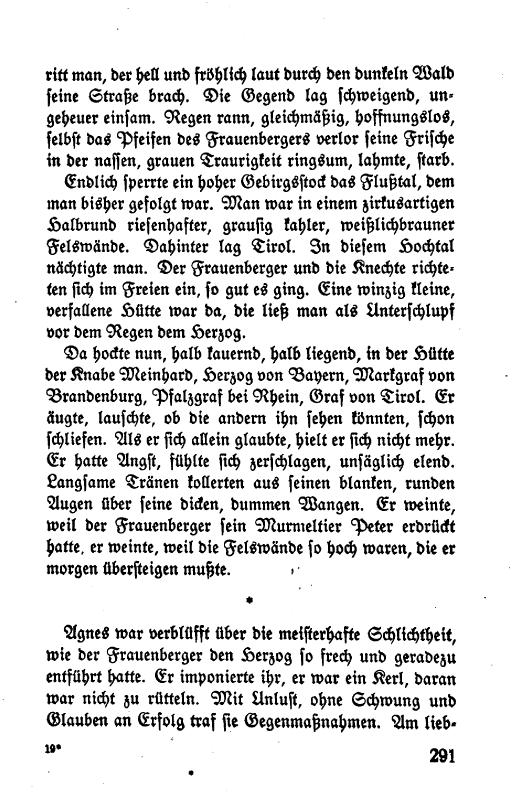 ritt man, der hell und fröhlich laut durch den dunkeln Wald
seine Straße brach. Die Gegend lag schweigend, un-
geheuer einsam. Regen rann, gleichmäßig, hoffnungslos,
selbst das Pfeifen des Frauenbergers verlor seine Frische
in der nassen, grauen Traurigkeit ringsum, lahmte, starb.
Endlich sperrte ein hoher Gebirgsstock das Flußtal, dem
man bisher gefolgt war. Man war in einem zirkusartigen
Halbrund riesenhafter, grausig kahler, weißlichbrauner
Felswände. Dahinter lag Tirol. In diesem Hochtal
nächtigte man. Der Frauenberger und die Knechte richte-
ten sich im Freien ein, so gut es ging. Eine winzig kleine,
verfallene Hütte war da, die ließ man als Unterschlupf
vor dem Regen dem Herzog.
Da hockte nun, halb kauernd, halb liegend, in der Hütte
der Knabe Meinhard, Herzog von Bayern, Markgraf von
Brandenburg, Pfalzgraf bei Rhein, Graf von Tirol. Er
äugte, lauschte, ob die andern ihn sehen könnten, schon
schliefen. Als er sich allein glaubte, hielt er sich nicht mehr.
Er hatte Angst, fühlte sich zerschlagen, unsäglich elend.
Langsame Tränen kollerten aus seinen blanken, runden
Augen über seine dicken, dummen Wangen. Er weinte,
weil der Frauenberger sein Murmeltier Peter erdrückt
hatte, er weinte, weil die Felswände so hoch waren, die er
morgen übersteigen mußte.
*
Agnes war verblüfft über die meisterhafte Schlichtheit,
wie der Frauenberger den Herzog so frech und geradezu
entführt hatte. Er imponierte ihr, er war ein Kerl, daran
war nicht zu rütteln. Mit Unlust, ohne Schwung und
Glauben an Erfolg traf sie Gegenmaßnahmen. Am lieb-
19*
291